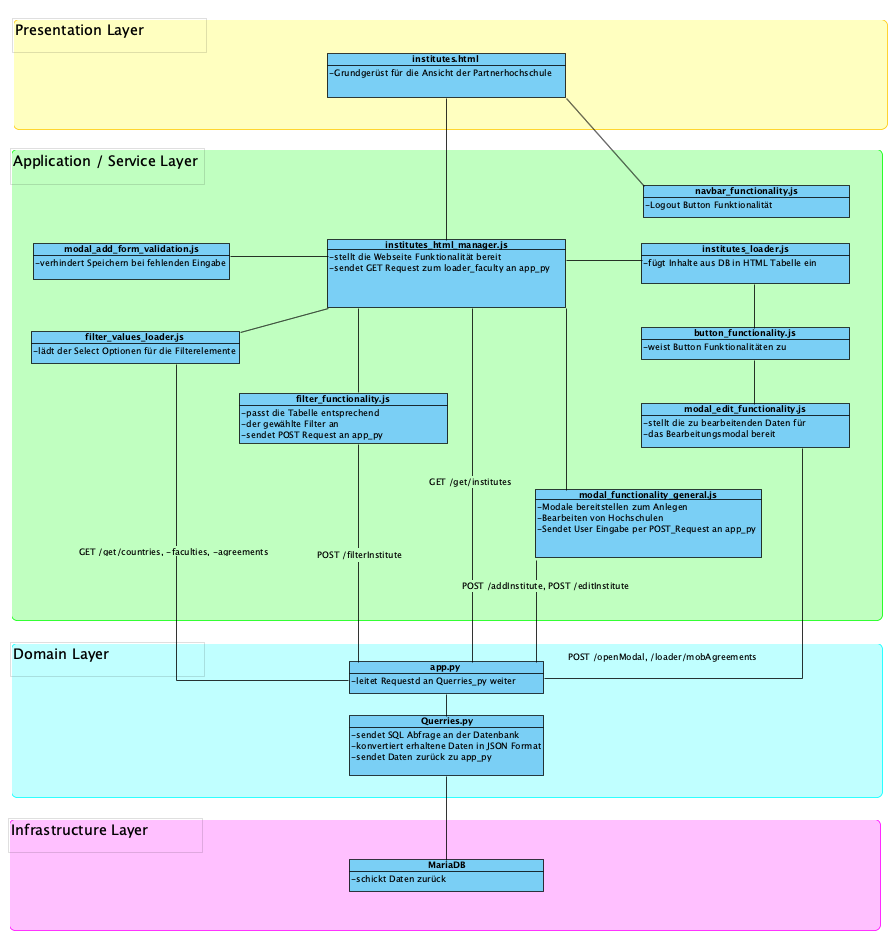 Presentation Layer
institutes.html
-Grundgerüst für die Ansicht der Partnerhochschule
Application / Service Layer
navbar_functionality.js
-Logout Button Funktionalität
modal_add_form_validation.js
-verhindert Speichern bei fehlenden Eingabe
institutes_html_manager.js
-stellt die Webseite Funktionalität bereit
-sendet GET Request zum loader_faculty an app_py
institutes_loader.js
-fügt Inhalte aus DB in HTML Tabelle ein
filter_values_loader.js
-lädt der Select Optionen für die Filterelemente
button_functionality.js
-weist Button Funktionalitäten zu
filter_functionality.js
-passt die Tabelle entsprechend
-der gewählte Filter an
-sendet POST Request an app_py
modal_edit_functionality.js
-stellt die zu bearbeitenden Daten für
-das Bearbeitungsmodal bereit
GET /get/institutes
modal_functionality_general.js
-Modale bereitstellen zum Anlegen
-Bearbeiten von Hochschulen
-Sendet User Eingabe per POST_Request an app_py
GET /get/countries, -faculties, -agreements
POST /filterInstitute
POST /addInstitute, POST /editInstitute
Domain Layer
POST /openModal, /loader/mobAgreements
app.py
-leitet Requestd an Querries_py weiter
Querries.py
-sendet SQL Abfrage an der Datenbank
-konvertiert erhaltene Daten in JSON Format
-sendet Daten zurück zu app_py
Infrastructure Layer
MariaDB
-schickt Daten zurück